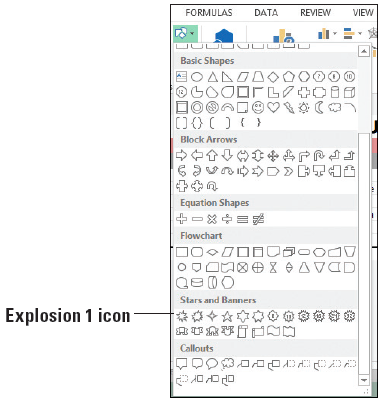 FORMULAS DATA REVIEW VIEW
Basic Shapes
Block Arrows
Equation Shapes
Flowchart
Stars and Banners
Explosion 1 icon
Callouts